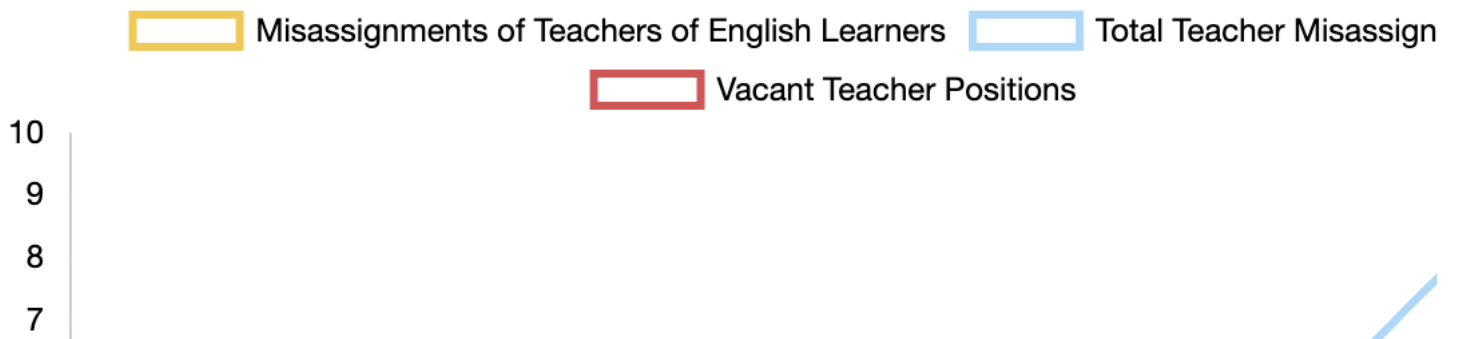 Misassignments of Teachers of English Learners Total Teacher Misassign
Vacant Teacher Positions
10
9
8
7